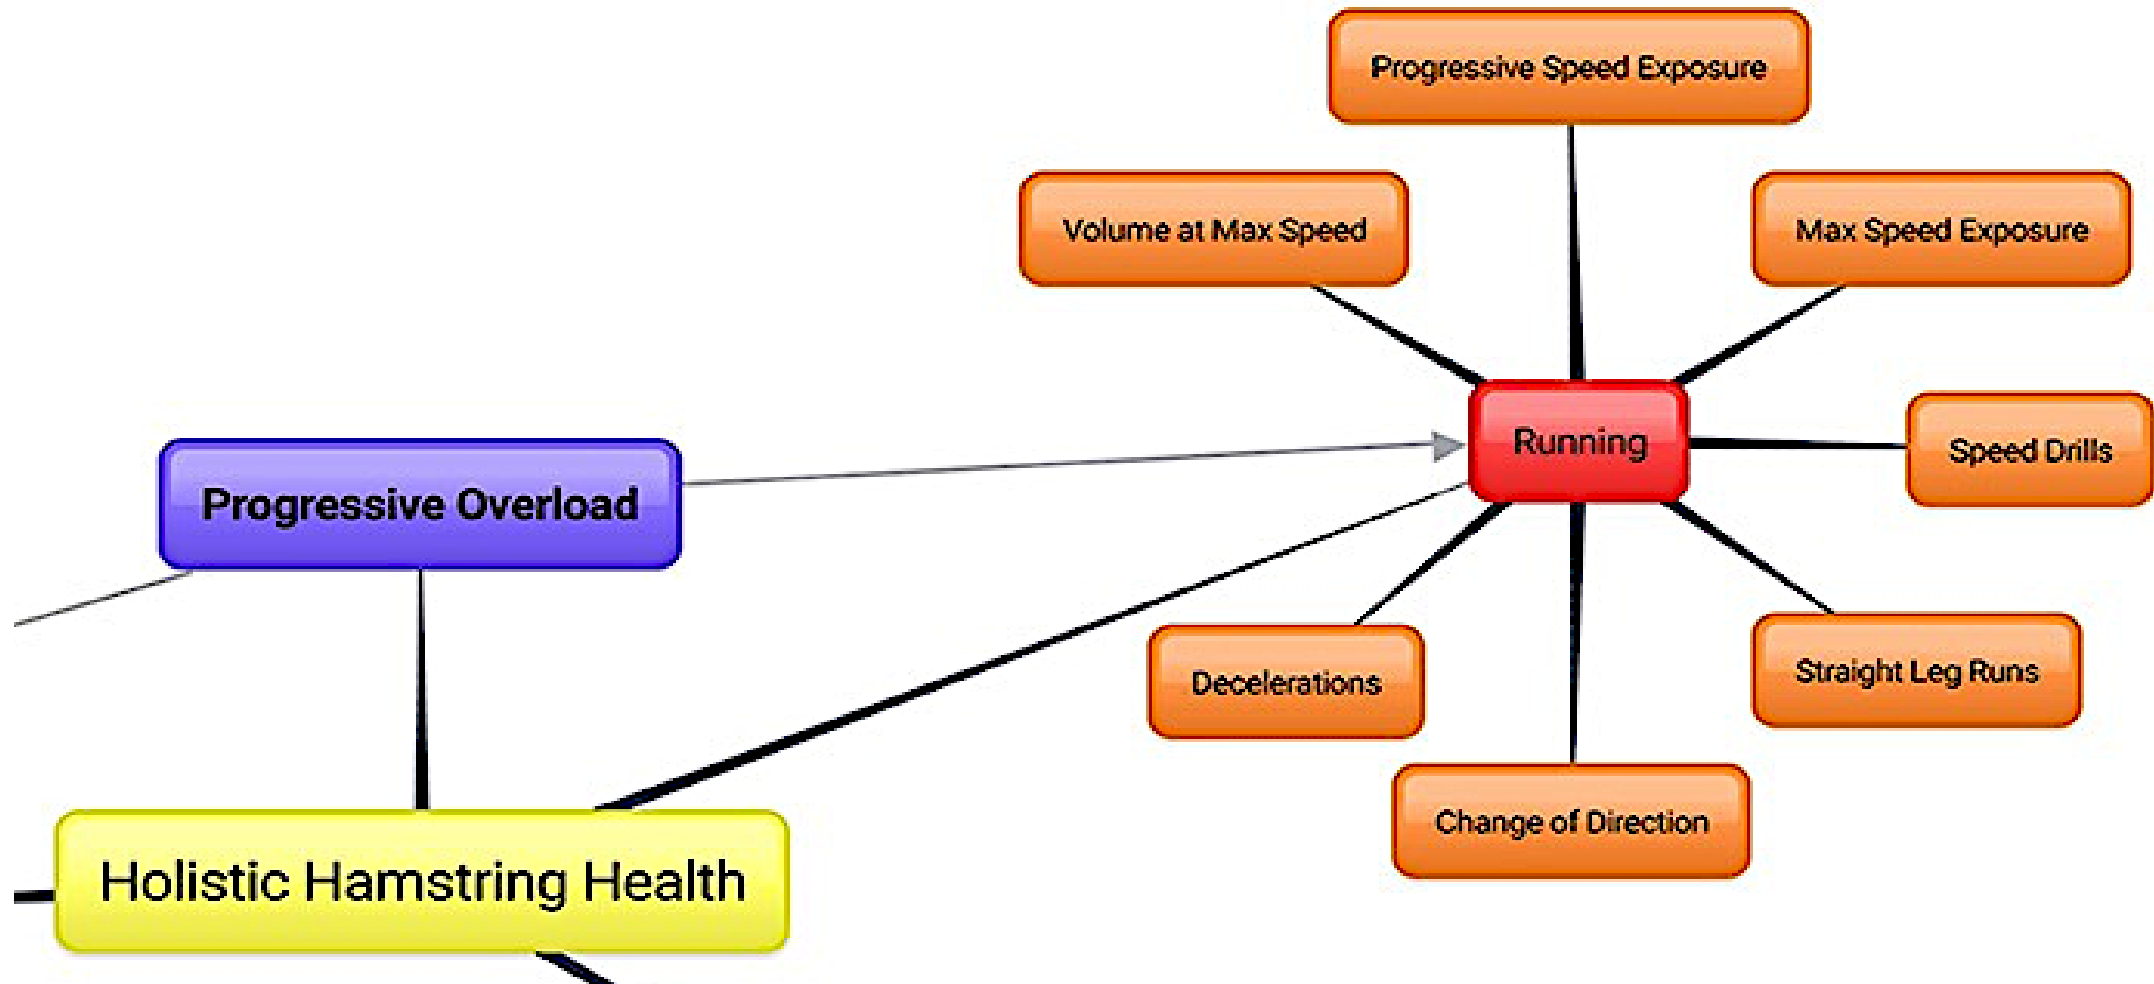 Progressive Speed Exposure
Volume at Max Speed
Max Speed Exposure
Running
Speed Drills
Progressive Overload
Straight Leg Runs
Decelerations
Change of Direction
Holistic Hamstring Health